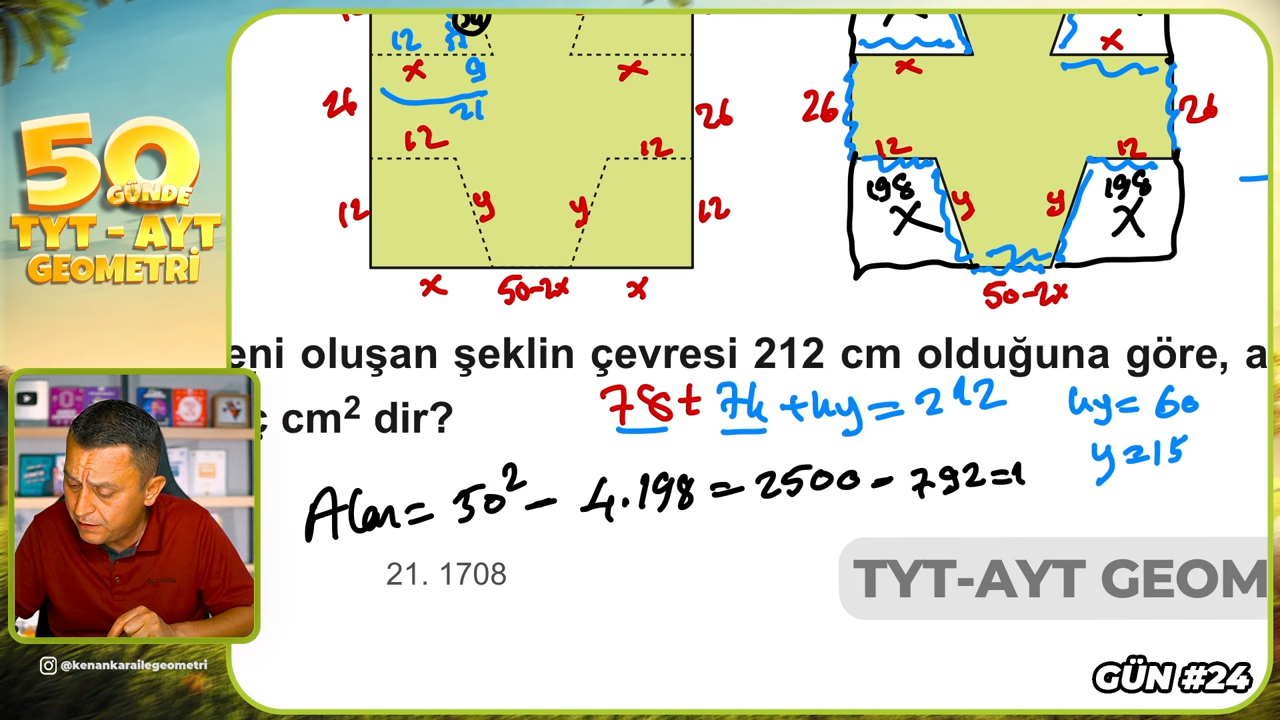 50
GÜNDE
TYT - AYT
GEOMETRİ
12
x 9
21
x
26
26
12
12
12
y
y
12
x
50-2x
x
x
x
26
26
12
12
198
X
y
y
198
X
50-2x
eni oluşan şeklin çevresi 212 cm olduğuna göre, a
ç cm² dir?
78+74+4y=212
4y=60
y=15
Alan= 50² - 4.198 = 2500 - 792=1
21. 1708
TYT-AYT GEOM
@kenankarailegeometri
GÜN #24